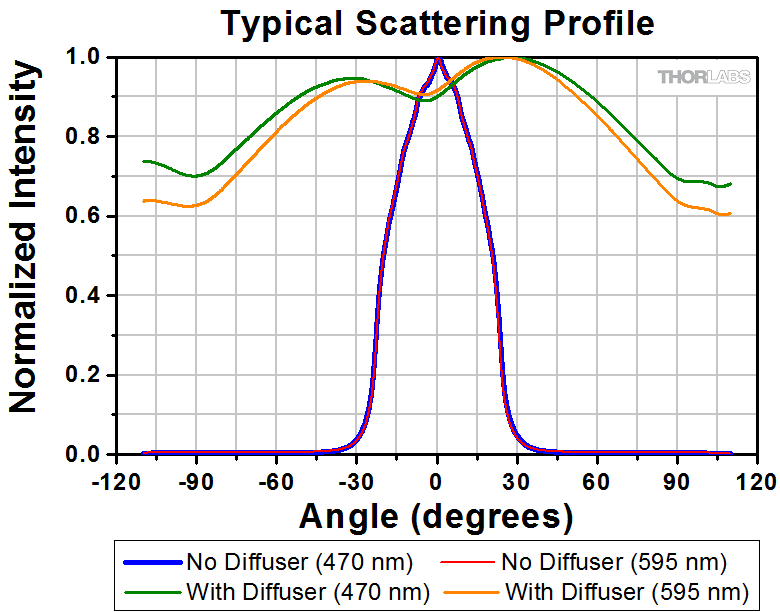 Typical Scattering Profile
THORLABS
Normalized Intensity
1.0
0.8
0.6
0.4
0.2
0.0
-120 -90 -60 -30 0 30 60 90 120
Angle (degrees)
No Diffuser (470 nm) No Diffuser (595 nm)
With Diffuser (470 nm) With Diffuser (595 nm)